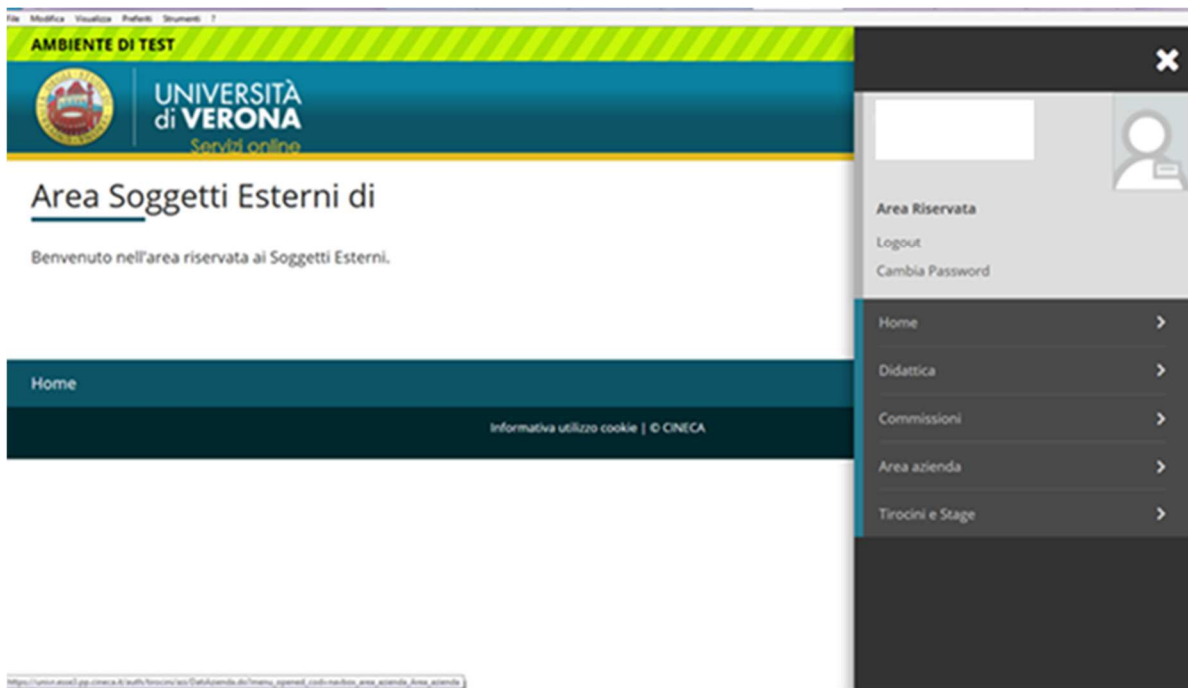 File Modifica Visualizza Preferiti Strumenti ?
AMBIENTE DI TEST
UNIVERSITÀ
di VERONA
Servizi online
Area Soggetti Esterni di
Benvenuto nell'area riservata ai Soggetti Esterni.
Home
Informativa utilizzo cookie | © CINECA
Area Riservata
Logout
Cambia Password
Home
Didattica
Commissioni
Area azienda
Tirocini e Stage